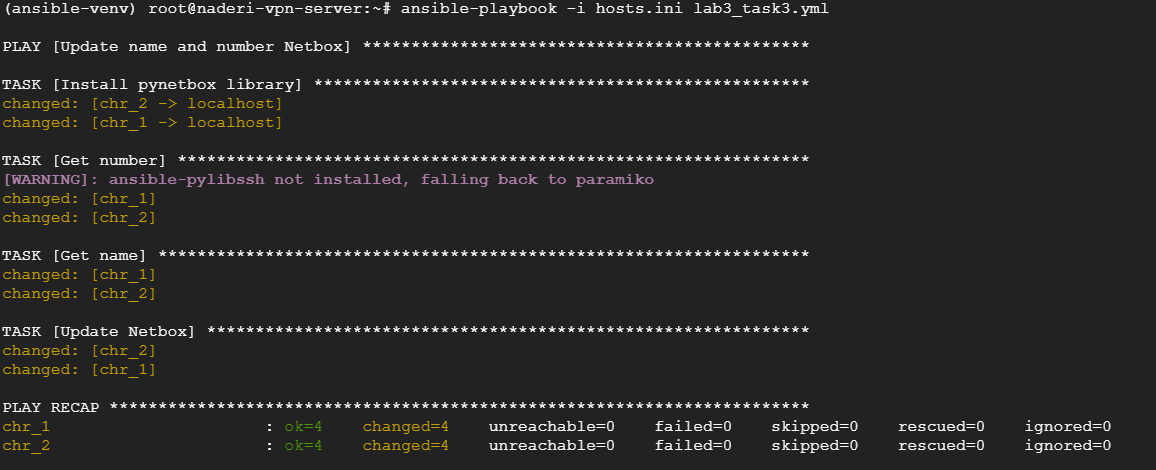 (ansible-venv) root@naderi-vpn-server:~# ansible-playbook -i hosts.ini lab3_task3.yml
PLAY [Update name and number Netbox] **********************************************
TASK [Install pynetbox library] ***************************************************
changed: [chr_2 -> localhost]
changed: [chr_1 -> localhost]
TASK [Get number] *****************************************************************
[WARNING]: ansible-pylibssh not installed, falling back to paramiko
changed: [chr_1]
changed: [chr_2]
TASK [Get name] *******************************************************************
changed: [chr_1]
changed: [chr_2]
TASK [Update Netbox] **************************************************************
changed: [chr_2]
changed: [chr_1]
PLAY RECAP ************************************************************************
chr_1                      : ok=4    changed=4    unreachable=0    failed=0    skipped=0    rescued=0    ignored=0
chr_2                      : ok=4    changed=4    unreachable=0    failed=0    skipped=0    rescued=0    ignored=0